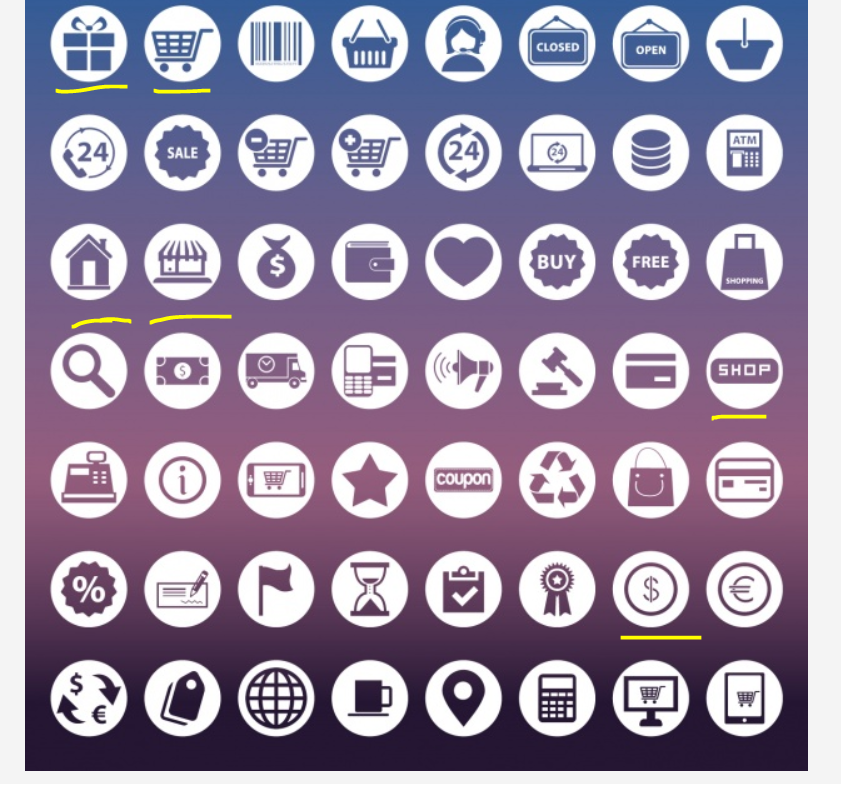 CLOSED
OPEN
24
SALE
24
24
ATM
$
BUY
FREE
SHOPPING
$
SHOP
i
coupon
%
$
€
$
€